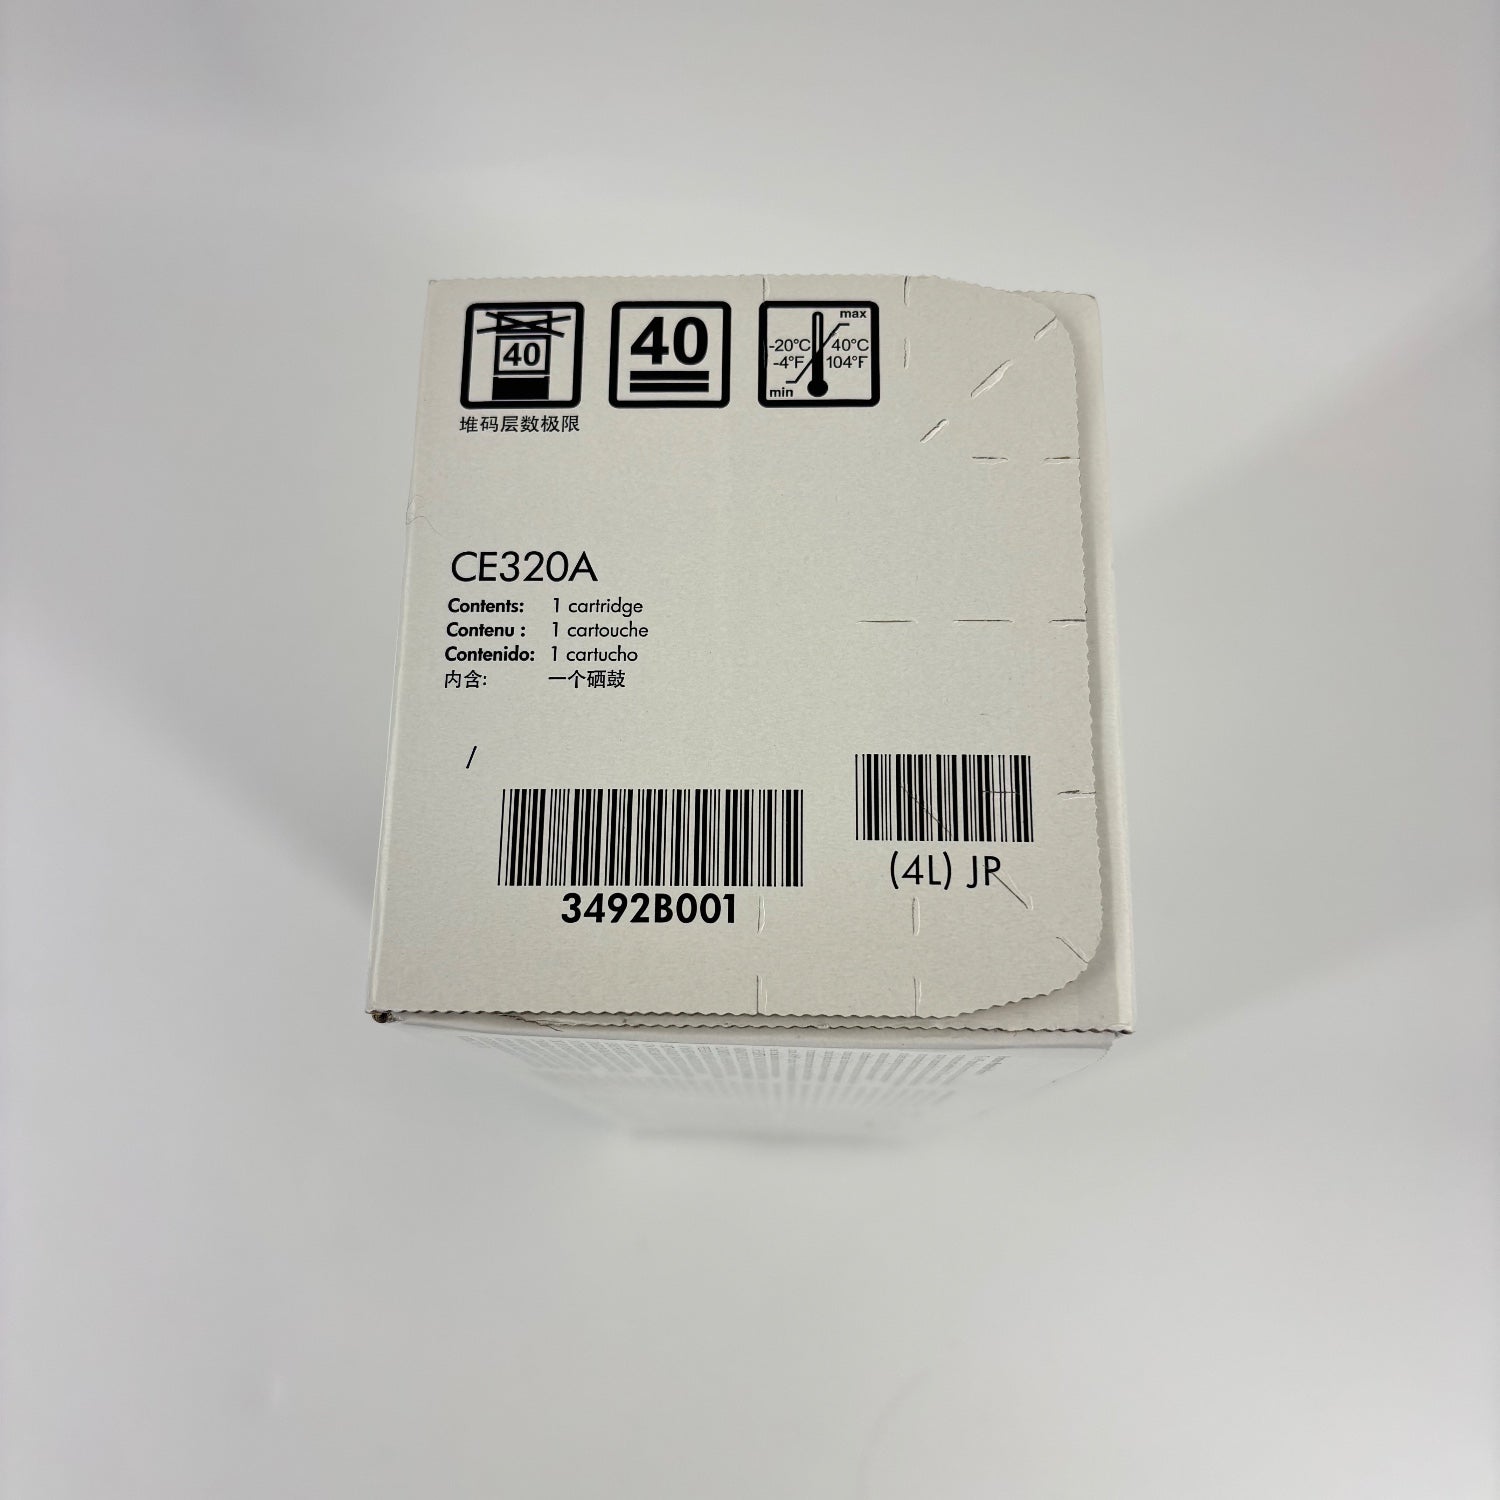 40
堆码层数极限
40
-20°C
-4°F
min
max
40°C
104°F
CE320A
Contents: 1 cartridge
Contenu : 1 cartouche
Contenido: 1 cartucho
内含: 一个硒鼓
/
3492B001
(4L) JP